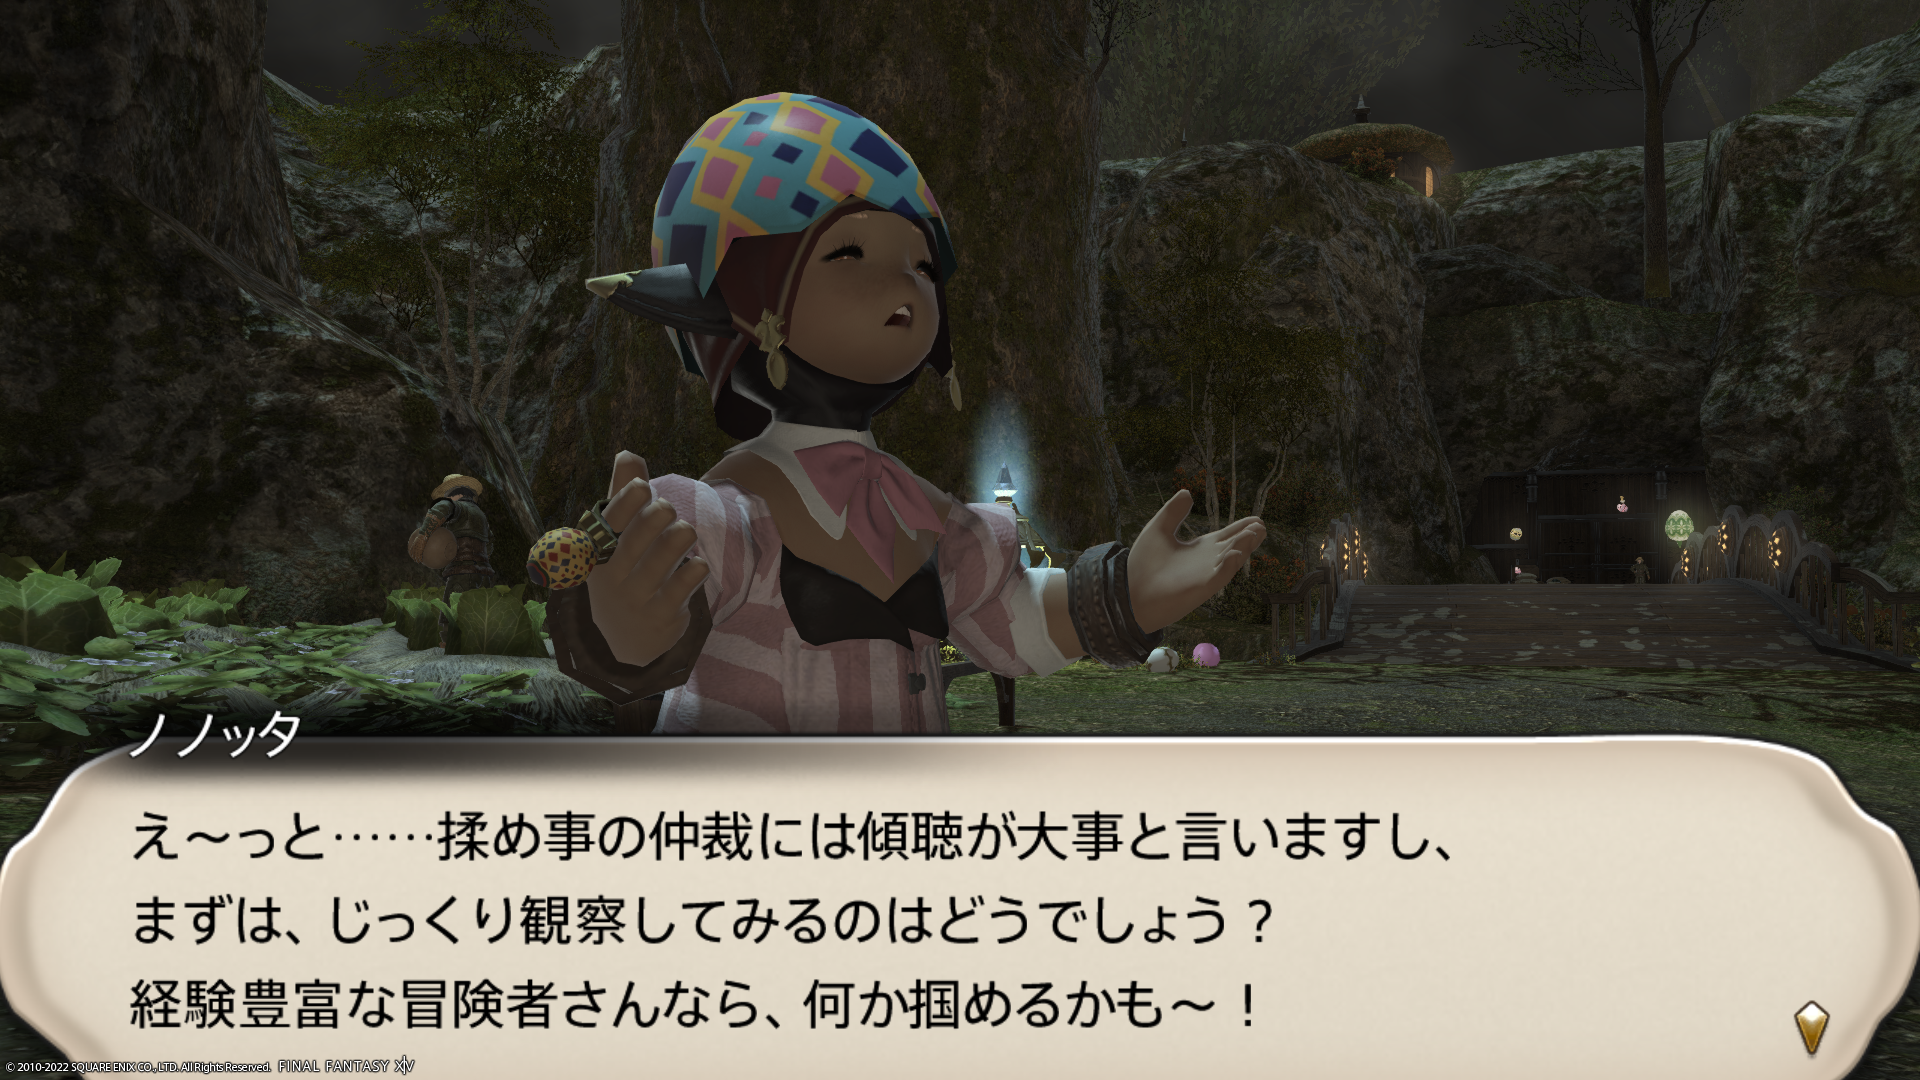 ノノッタ
え～っと……揉め事の仲裁には傾聴が大事と言いますし、
まずは、じっくり観察してみるのはどうでしょう？
経験豊富な冒険者さんなら、何か掴めるかも～！
© 2010-2022 SQUARE ENIX CO., LTD. All Rights Reserved. FINAL FANTASY XIV